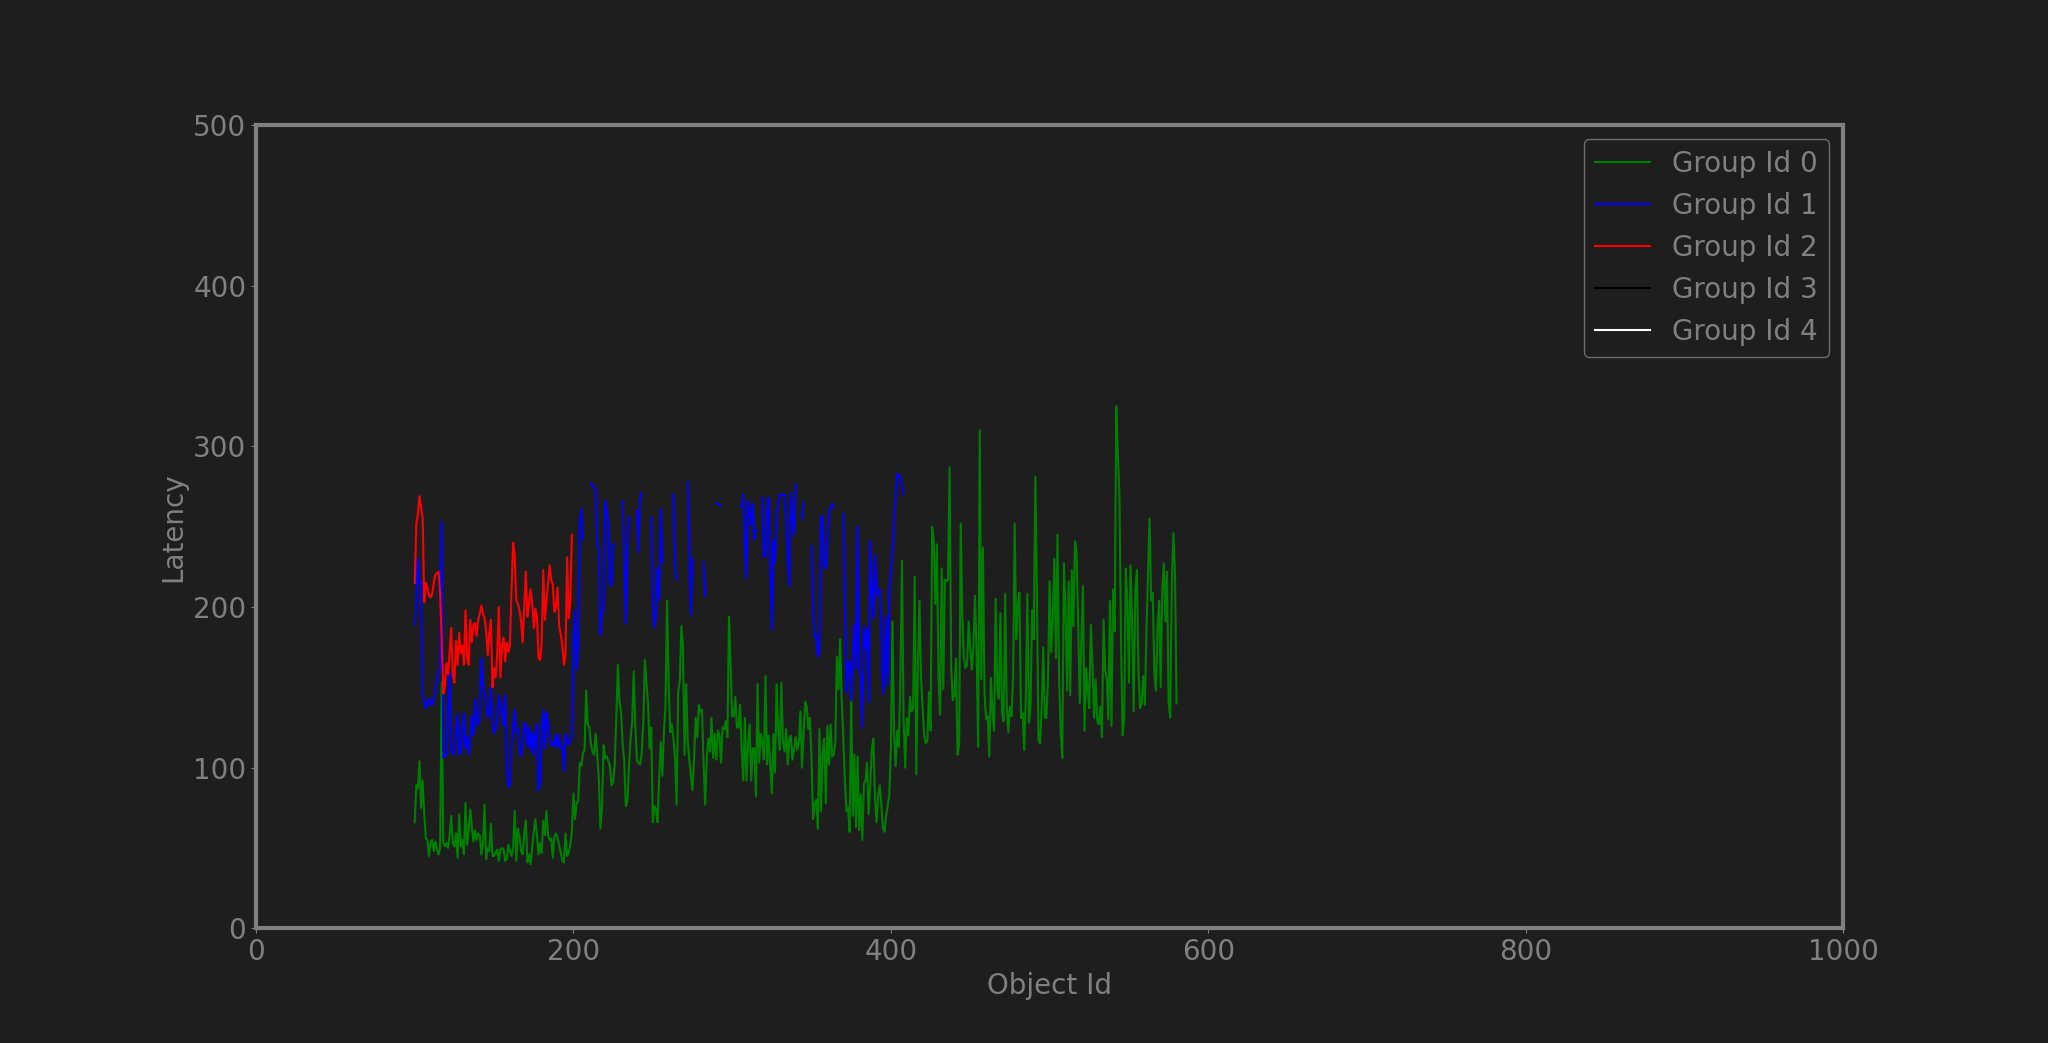 500
400
300
200
100
0
Latency
0 200 400 600 800 1000
Object Id
Group Id 0
Group Id 1
Group Id 2
Group Id 3
Group Id 4